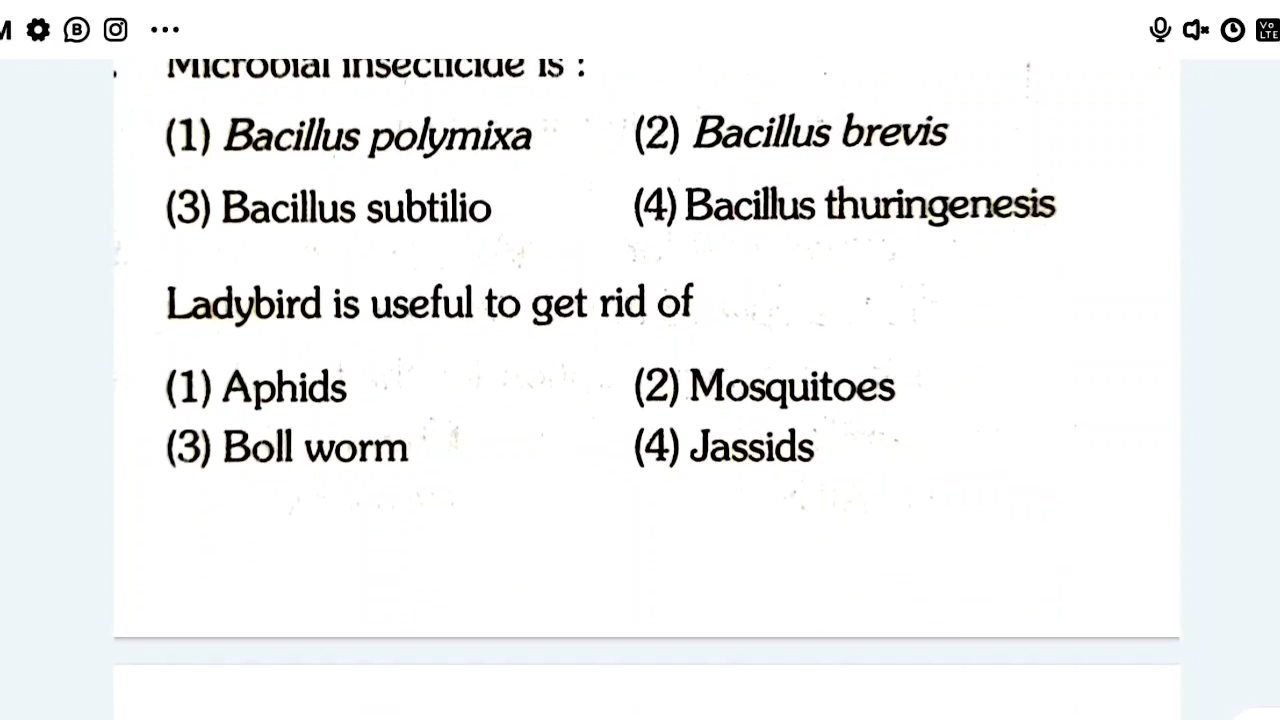 M
Microbial insecticide is :
(1) Bacillus polymixa (2) Bacillus brevis
(3) Bacillus subtilio (4) Bacillus thuringenesis
Ladybird is useful to get rid of
(1) Aphids (2) Mosquitoes
(3) Boll worm (4) Jassids